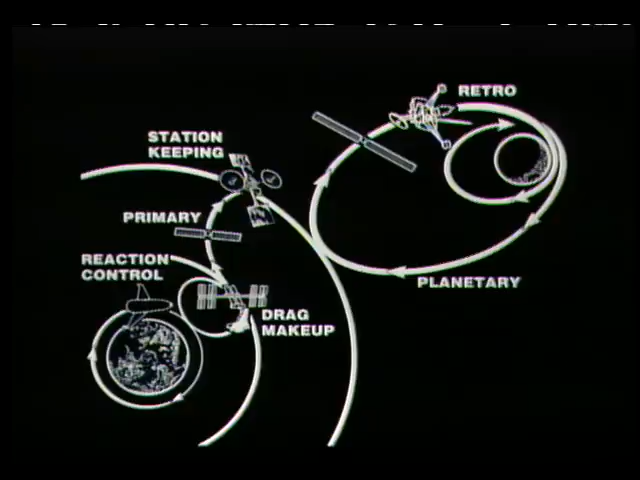 RETRO
STATION
KEEPING
PRIMARY
REACTION
CONTROL
PLANETARY
DRAG
MAKEUP